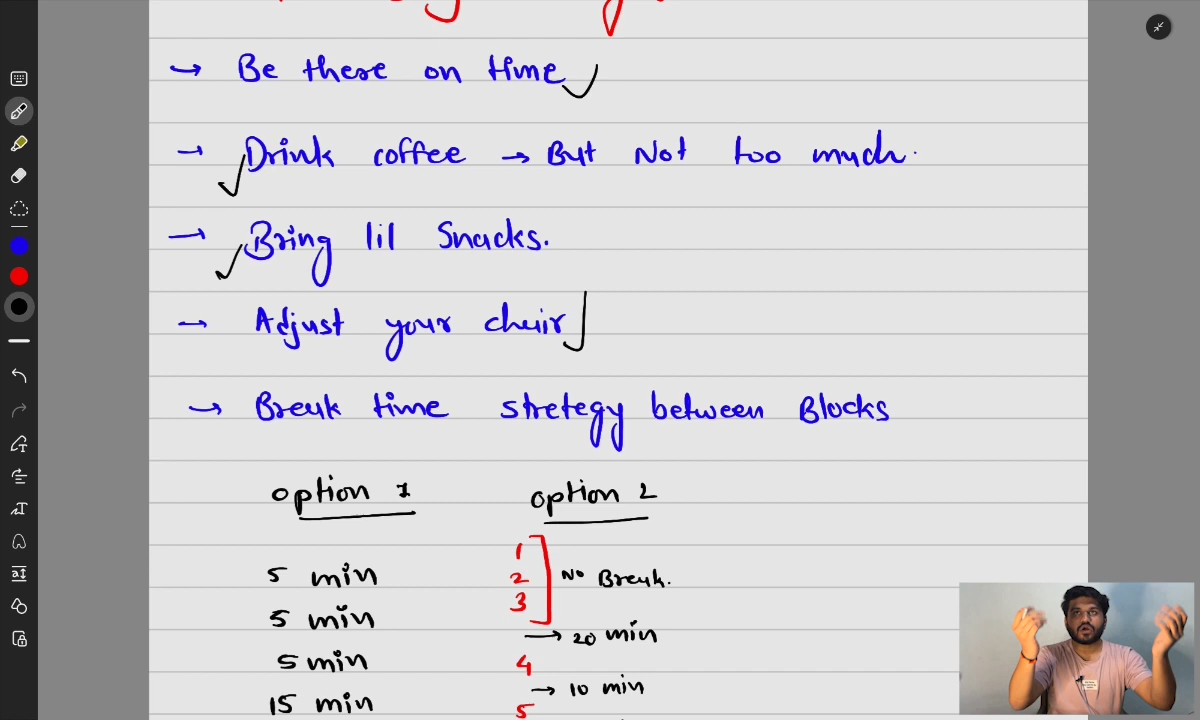 → Be there on time
→ Drink coffee → But Not too much.
→ Bring lil Snacks.
→ Adjust your chair
→ Break time stretegy between Blocks
option 1
5 min
5 min
5 min
15 min
option 2
1
2
3
No Break.
→ 20 min
4
→ 10 min
5